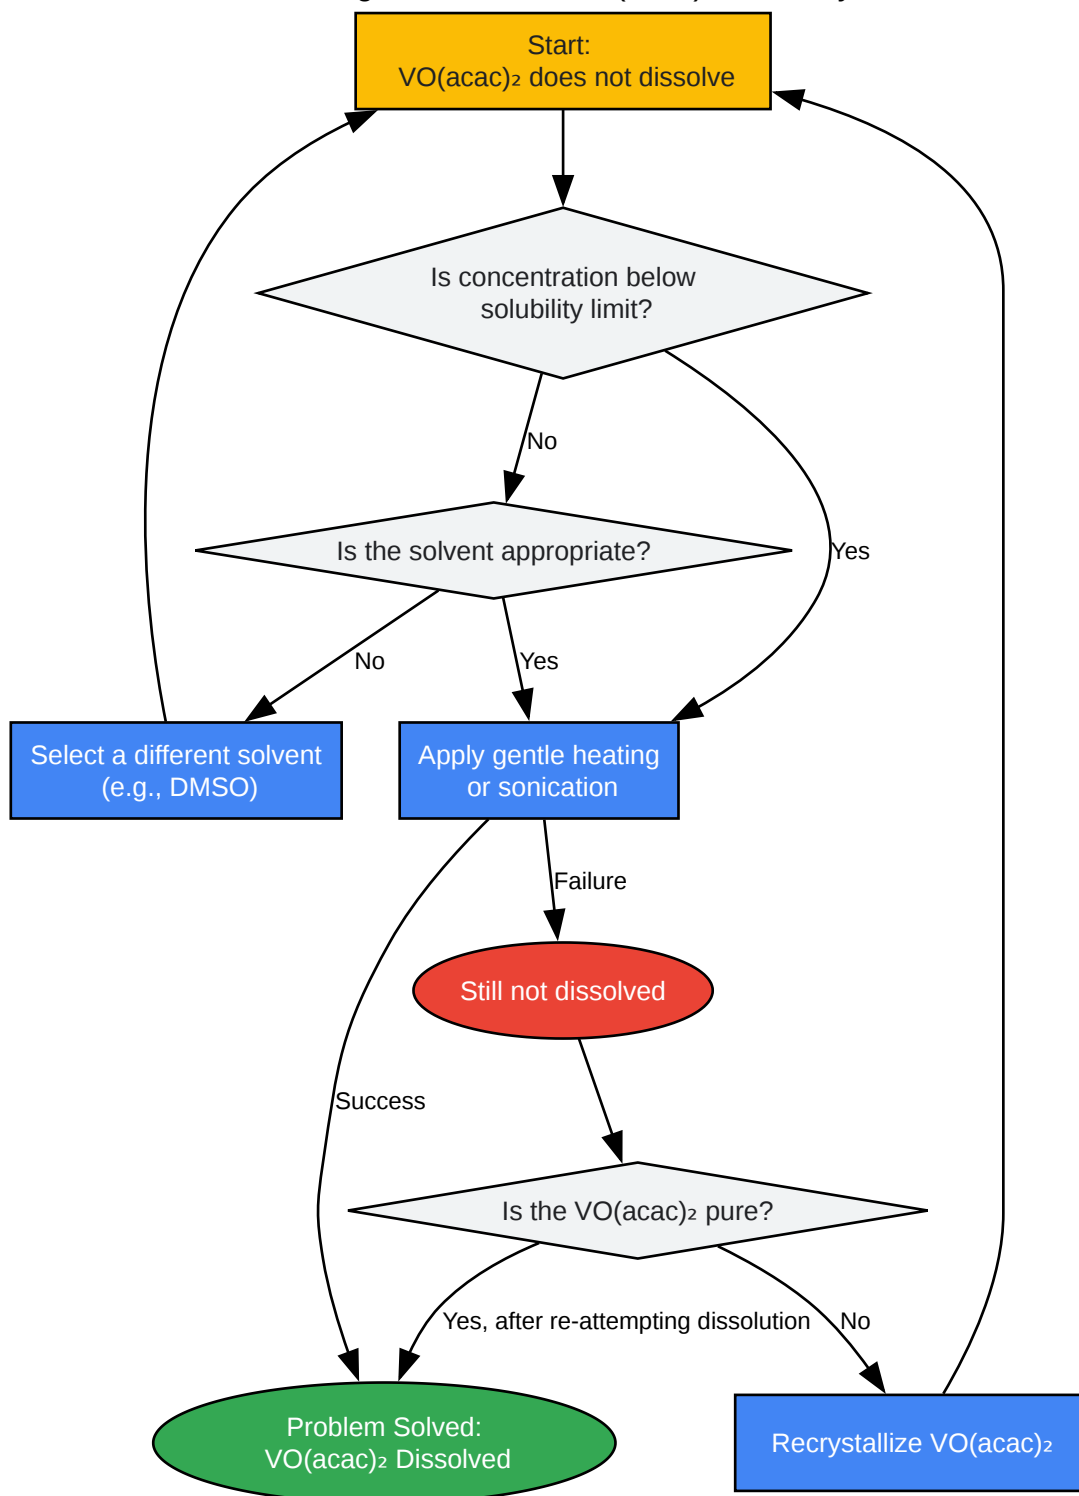 Start:
VO(acac)₂ does not dissolve
Is concentration below
solubility limit?
No
Is the solvent appropriate?
Yes
No
Yes
Select a different solvent
(e.g., DMSO)
Apply gentle heating
or sonication
Failure
Still not dissolved
Success
Is the VO(acac)₂ pure?
Yes, after re-attempting dissolution
No
Problem Solved:
VO(acac)₂ Dissolved
Recrystallize VO(acac)₂